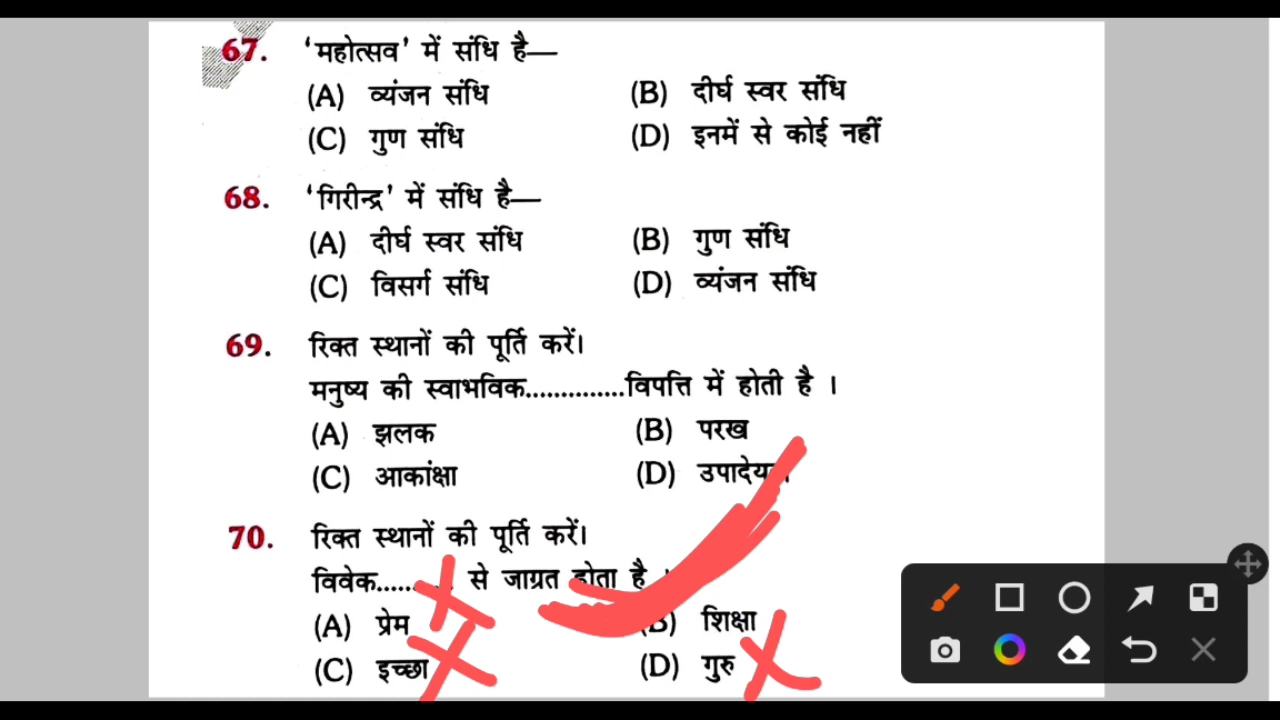 67. 'महोत्सव' में संधि है—
(A) व्यंजन संधि (B) दीर्घ स्वर संधि
(C) गुण संधि (D) इनमें से कोई नहीं
68. 'गिरीन्द्र' में संधि है—
(A) दीर्घ स्वर संधि (B) गुण संधि
(C) विसर्ग संधि (D) व्यंजन संधि
69. रिक्त स्थानों की पूर्ति करें।
मनुष्य की स्वाभविक..............विपत्ति में होती है ।
(A) झलक (B) परख
(C) आकांक्षा (D)
70. रिक्त स्थानों की पूर्ति करें।
विवेक........... से जाग्रत होता है ।
(A) प्रेम (B) शिक्षा
(C) इच्छा (D) गुरु